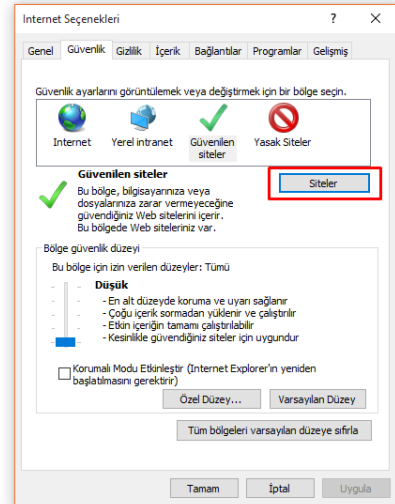 Internet Seçenekleri ? ×
Genel Güvenlik Gizlilik İçerik Bağlantılar Programlar Gelişmiş
Güvenlik ayarlarını görüntülemek veya değiştirmek için bir bölge seçin.
Internet Yerel intranet Güvenilen siteler Yasak Siteler
Güvenilen siteler
Siteler
Bu bölge, bilgisayarınıza veya
dosyalarınıza zarar vermeyeceğine
güvendiğiniz Web sitelerini içerir.
Bu bölgede Web siteleriniz var.
Bölge güvenlik düzeyi
Bu bölge için izin verilen düzeyler: Tümü
Düşük
- En alt düzeyde koruma ve uyarı sağlanır
- Çoğu içerik sormadan yüklenir ve çalıştırılır
- Etkin içeriğin tamamı çalıştırılabilir
- Kesinlikle güvendiğiniz siteler için uygundur
Korumalı Modu Etkinleştir (Internet Explorer'ın yeniden
başlatılmasını gerektirir)
Özel Düzey... Varsayılan Düzey
Tüm bölgeleri varsayılan düzeye sıfırla
Tamam İptal Uygula